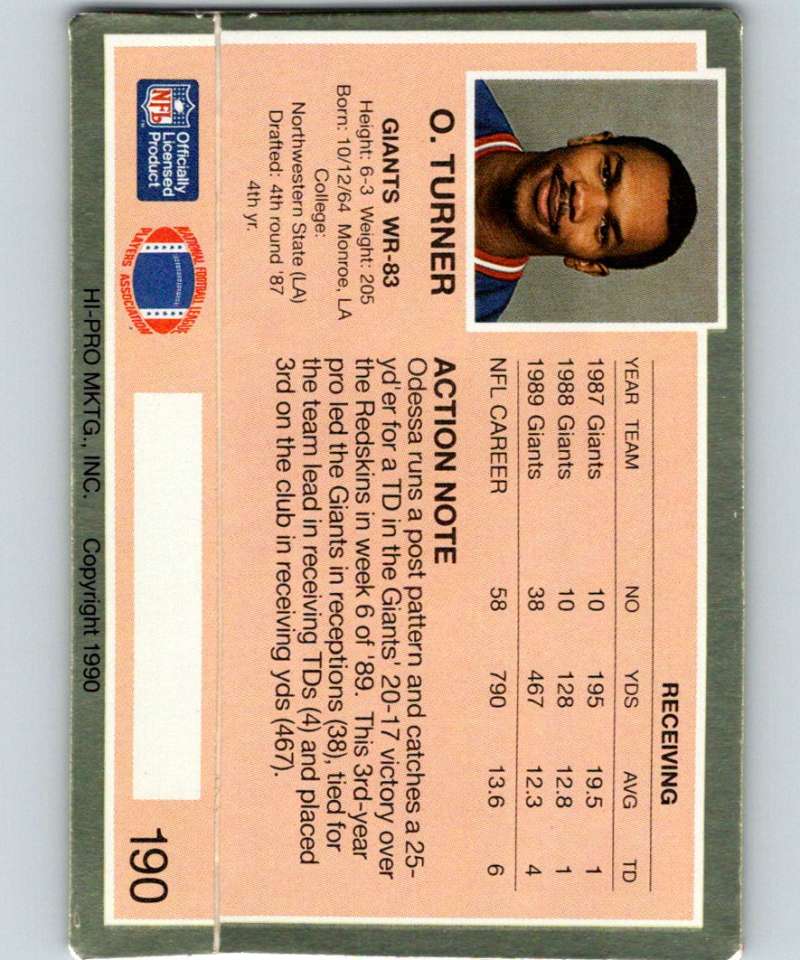 RECEIVING
YEAR TEAM NO YDS AVG TD
1987 Giants 10 195 19.5 1
1988 Giants 10 128 12.8 1
1989 Giants 38 467 12.3 4
NFL CAREER 58 790 13.6 6
O. TURNER
GIANTS WR-83
Height: 6-3 Weight: 205
Born: 10/12/64 Monroe, LA
College:
Northwestern State (LA)
Drafted: 4th round '87
4th yr.
ACTION NOTE
Odessa runs a post pattern and catches a 25-
yd'er for a TD in the Giants' 20-17 victory over
the Redskins in week 6 of '89. This 3rd-year
pro led the Giants in receptions (38), tied for
the team lead in receiving TDs (4) and placed
3rd on the club in receiving yds (467).
NFL
Officially
Licensed
Product
NATIONAL FOOTBALL LEAGUE
PLAYERS ASSOCIATION
190
HI-PRO MKTG., INC. Copyright 1990